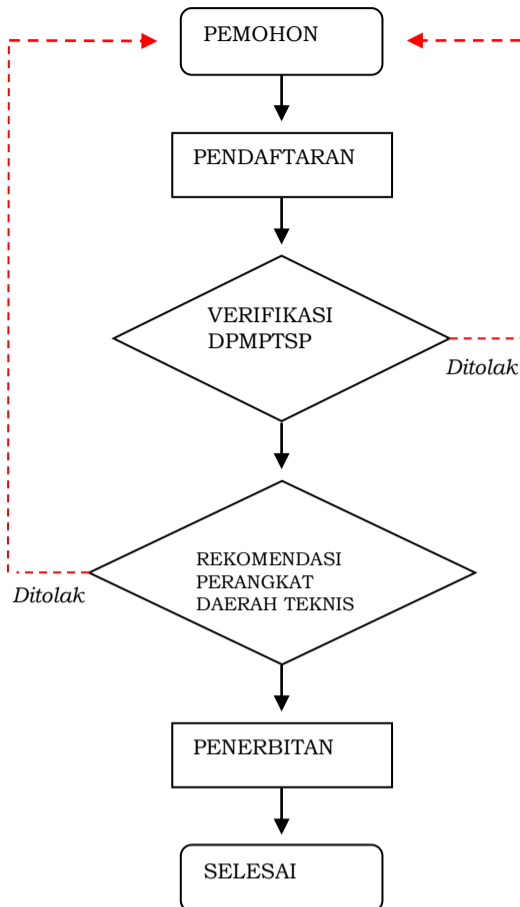 PEMOHON
PENDAFTARAN
VERIFIKASI
DPMPTSP
Ditolak
REKOMENDASI
PERANGKAT
DAERAH TEKNIS
Ditolak
PENERBITAN
SELESAI